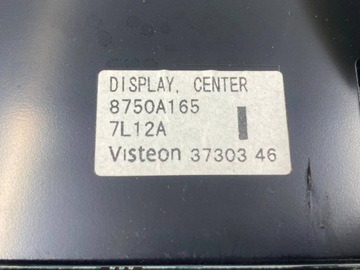 DISPLAY, CENTER
8750A165
7L12A
Visteon 37303 46